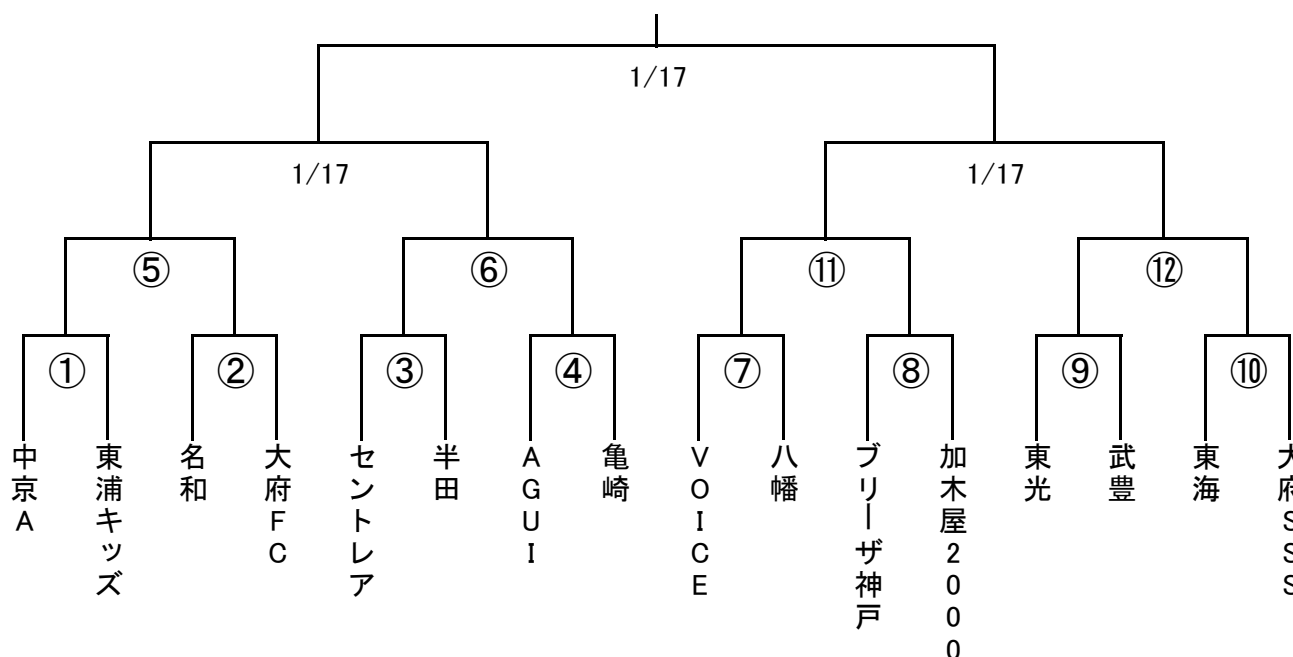 1/17
1/17
1/17
⑤
⑥
⑪
⑫
①
②
③
④
⑦
⑧
⑨
⑩
中京A
東浦キッズ
名和
大府FC
セントレア
半田
AGUI
亀崎
VOICE
八幡
ブリーザ神戸
加木屋2000
東光
武豊
東海
大府SSS